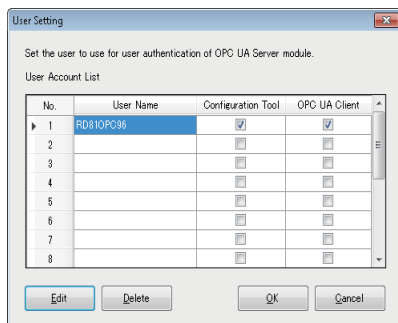 User Setting
Set the user to use for user authentication of OPC UA Server module.
User Account List
No. User Name Configuration Tool OPC UA Client
1 RD81OPC96
2
3
4
5
6
7
8
Edit Delete OK Cancel